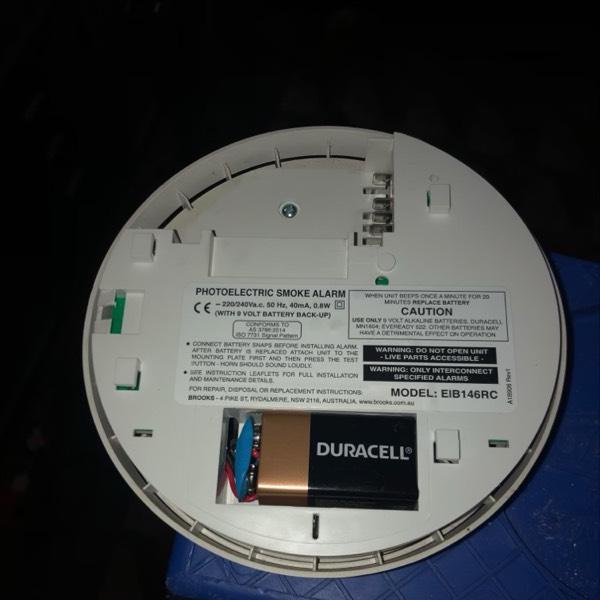 PHOTOELECTRIC SMOKE ALARM
CE ~ 220/240Va.c. 50 Hz, 40mA, 0.8W
(WITH 9 VOLT BATTERY BACK-UP)
CONFORMS TO
AS 3786:2014
ISO 7731 Signal Pattern
• CONNECT BATTERY SNAPS BEFORE INSTALLING ALARM.
AFTER BATTERY IS REPLACED ATTACH UNIT TO THE
MOUNTING PLATE FIRST AND THEN PRESS THE TEST
BUTTON - HORN SHOULD SOUND LOUDLY.
• SEE INSTRUCTION LEAFLETS FOR FULL INSTALLATION
AND MAINTENANCE DETAILS.
FOR REPAIR, DISPOSAL OR REPLACEMENT INSTRUCTIONS:
BROOKS - 4 PIKE ST, RYDALMERE, NSW 2116, AUSTRALIA. www.brooks.com.au
WHEN UNIT BEEPS ONCE A MINUTE FOR 20
MINUTES REPLACE BATTERY
CAUTION
USE ONLY 9 VOLT ALKALINE BATTERIES, DURACELL
MN1604; EVEREADY 522. OTHER BATTERIES MAY
HAVE A DETRIMENTAL EFFECT ON OPERATION
WARNING: DO NOT OPEN UNIT
- LIVE PARTS ACCESSIBLE -
WARNING: ONLY INTERCONNECT
SPECIFIED ALARMS
MODEL: EIB146RC
A18908 Rev1
DURACELL®